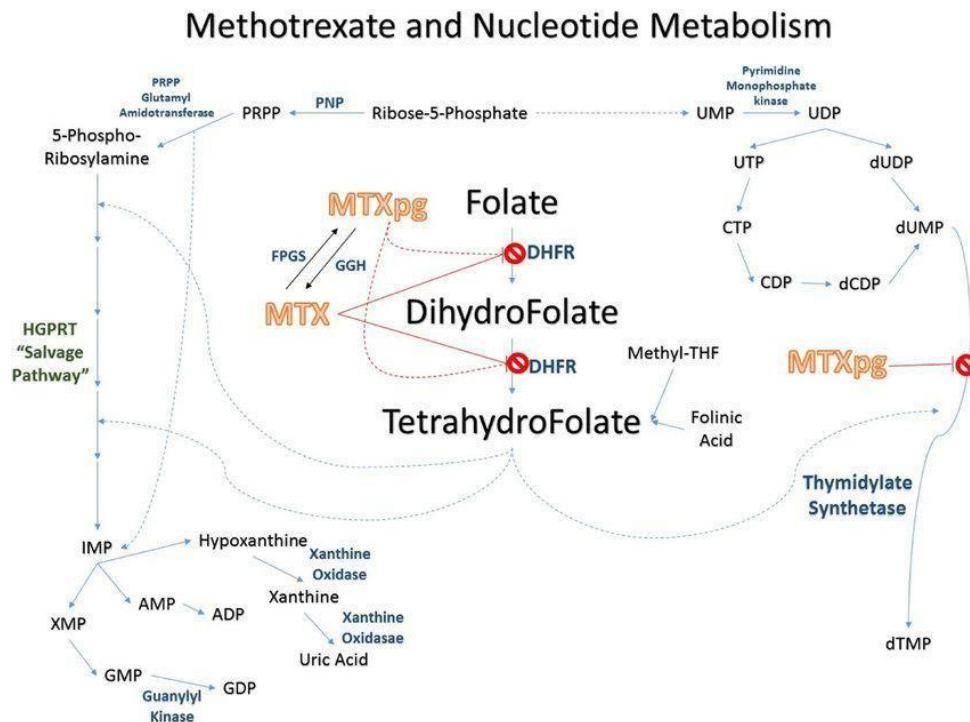 Methotrexate and Nucleotide Metabolism
PRPP
Glutamyl
Amidotransferase
PRPP
PNP
Ribose-5-Phosphate
UMP
Pyrimidine
Monophosphate
kinase
UDP
5-Phospho-
Ribosylamine
UTP
dUDP
CTP
dUMP
CDP
dCDP
MTXpg
Folate
FPGS
GGH
DHFR
MTX
DihydroFolate
HGPRT
"Salvage
Pathway"
DHFR
Methyl-THF
MTXpg
TetrahydroFolate
Folinic
Acid
Thymidylate
Synthetase
IMP
Hypoxanthine
Xanthine
Oxidase
AMP
ADP
Xanthine
XMP
Xanthine
Oxidasae
Uric Acid
dTMP
GMP
GDP
Guanylyl
Kinase